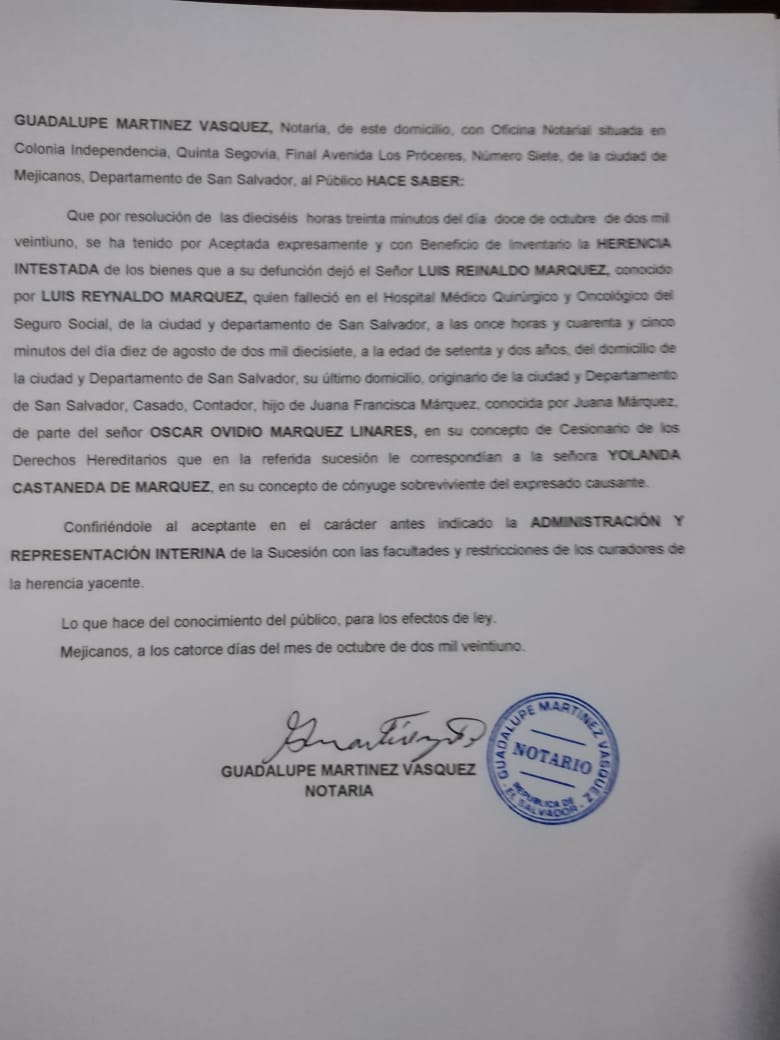 GUADALUPE MARTINEZ VASQUEZ, Notaria, de este domicilio, con Oficina Notarial situada en
Colonia Independencia, Quinta Segovia, Final Avenida Los Próceres, Número Siete, de la ciudad de
Mejicanos, Departamento de San Salvador, al Público HACE SABER:
Que por resolución de las dieciséis horas treinta minutos del día doce de octubre de dos mil
veintiuno, se ha tenido por Aceptada expresamente y con Beneficio de Inventario la HERENCIA
INTESTADA de los bienes que a su defunción dejó el Señor LUIS REINALDO MARQUEZ, conocido
por LUIS REYNALDO MARQUEZ, quien falleció en el Hospital Médico Quirúrgico y Oncológico del
Seguro Social, de la ciudad y departamento de San Salvador, a las once horas y cuarenta y cinco
minutos del día diez de agosto de dos mil diecisiete, a la edad de setenta y dos años, del domicilio de
la ciudad y Departamento de San Salvador, su último domicilio, originario de la ciudad y Departamento
de San Salvador, Casado, Contador, hijo de Juana Francisca Márquez, conocida por Juana Márquez,
de parte del señor OSCAR OVIDIO MARQUEZ LINARES, en su concepto de Cesionario de los
Derechos Hereditarios que en la referida sucesión le correspondían a la señora YOLANDA
CASTANEDA DE MARQUEZ, en su concepto de cónyuge sobreviviente del expresado causante.
Confiriéndole al aceptante en el carácter antes indicado la ADMINISTRACIÓN Y
REPRESENTACIÓN INTERINA de la Sucesión con las facultades y restricciones de los curadores de
la herencia yacente.
Lo que hace del conocimiento del público, para los efectos de ley.
Mejicanos, a los catorce días del mes de octubre de dos mil veintiuno.
GUADALUPE MARTINEZ VASQUEZ
NOTARIA
GUADALUPE MARTINEZ VASQUEZ
NOTARIO
REPUBLICA DE
EL SALVADOR